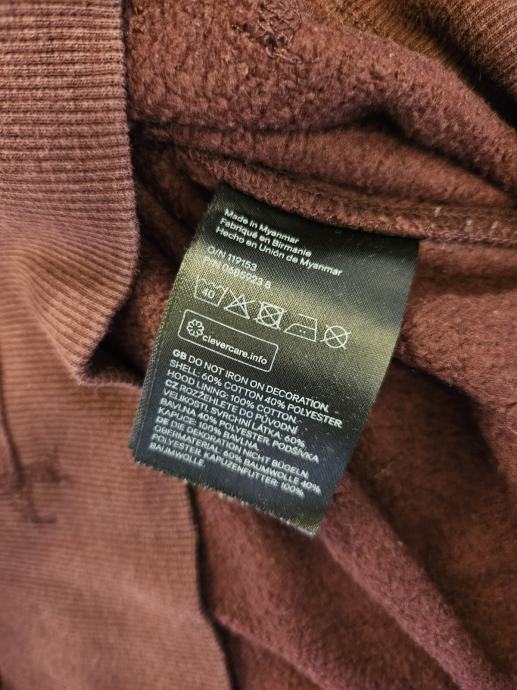 Made in Myanmar
Fabriqué en Birmanie
Hecho en Unión de Myanmar
O/N 119153
P/N 0685023 8
40
clevercare.info
GB DO NOT IRON ON DECORATION.
SHELL: 60% COTTON 40% POLYESTER.
HOOD LINING: 100% COTTON.
CZ ROZŽEHLETE DO PŮVODNÍ
VELIKOSTI. SVRCHNÍ LÁTKA: 60%
BAVLNA 40% POLYESTER. PODŠÍVKA
KAPUCE: 100% BAVLNA.
DE DIE DEKORATION NICHT BÜGELN.
OBERMATERIAL: 60% BAUMWOLLE 40%
POLYESTER. KAPUZENFUTTER: 100%
BAUMWOLLE.